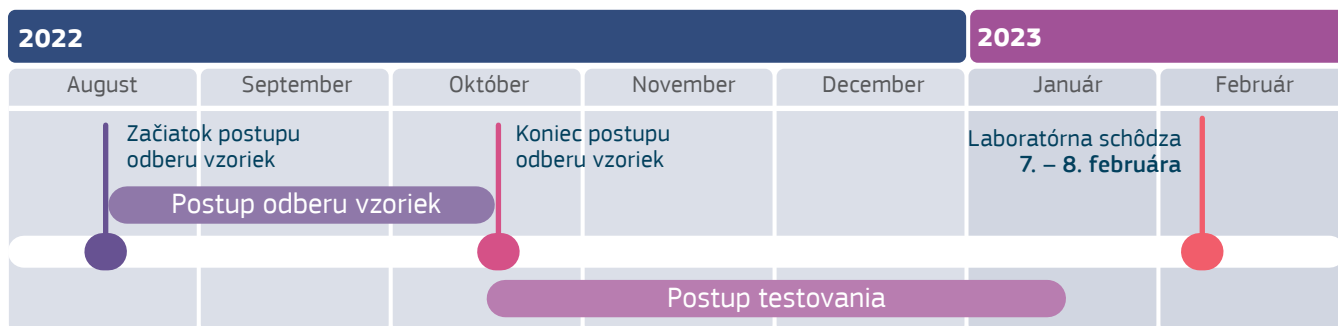 2022
2023
August
September
Október
November
December
Január
Február
Začiatok postupu
odberu vzoriek
Koniec postupu
odberu vzoriek
Laboratórna schôdza
7. – 8. februára
Postup odberu vzoriek
Postup testovania